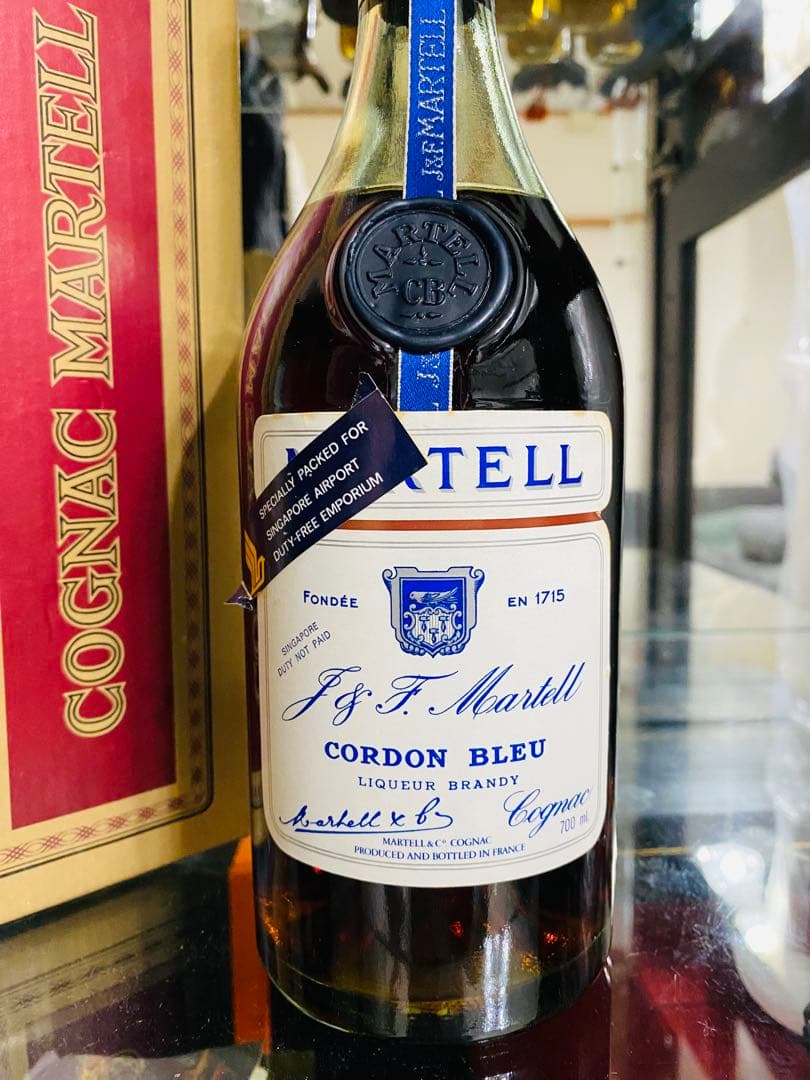 COGNAC MARTELL
J&F.MARTELL
MARTELL
CB
SPECIALLY PACKED FOR
SINGAPORE AIRPORT
DUTY-FREE EMPORIUM
TELL
FONDÉE EN 1715
SINGAPORE
DUTY NOT PAID
J & F. Martell
CORDON BLEU
LIQUEUR BRANDY
Martell & Co Cognac
700 mL
MARTELL & Cº COGNAC
PRODUCED AND BOTTLED IN FRANCE